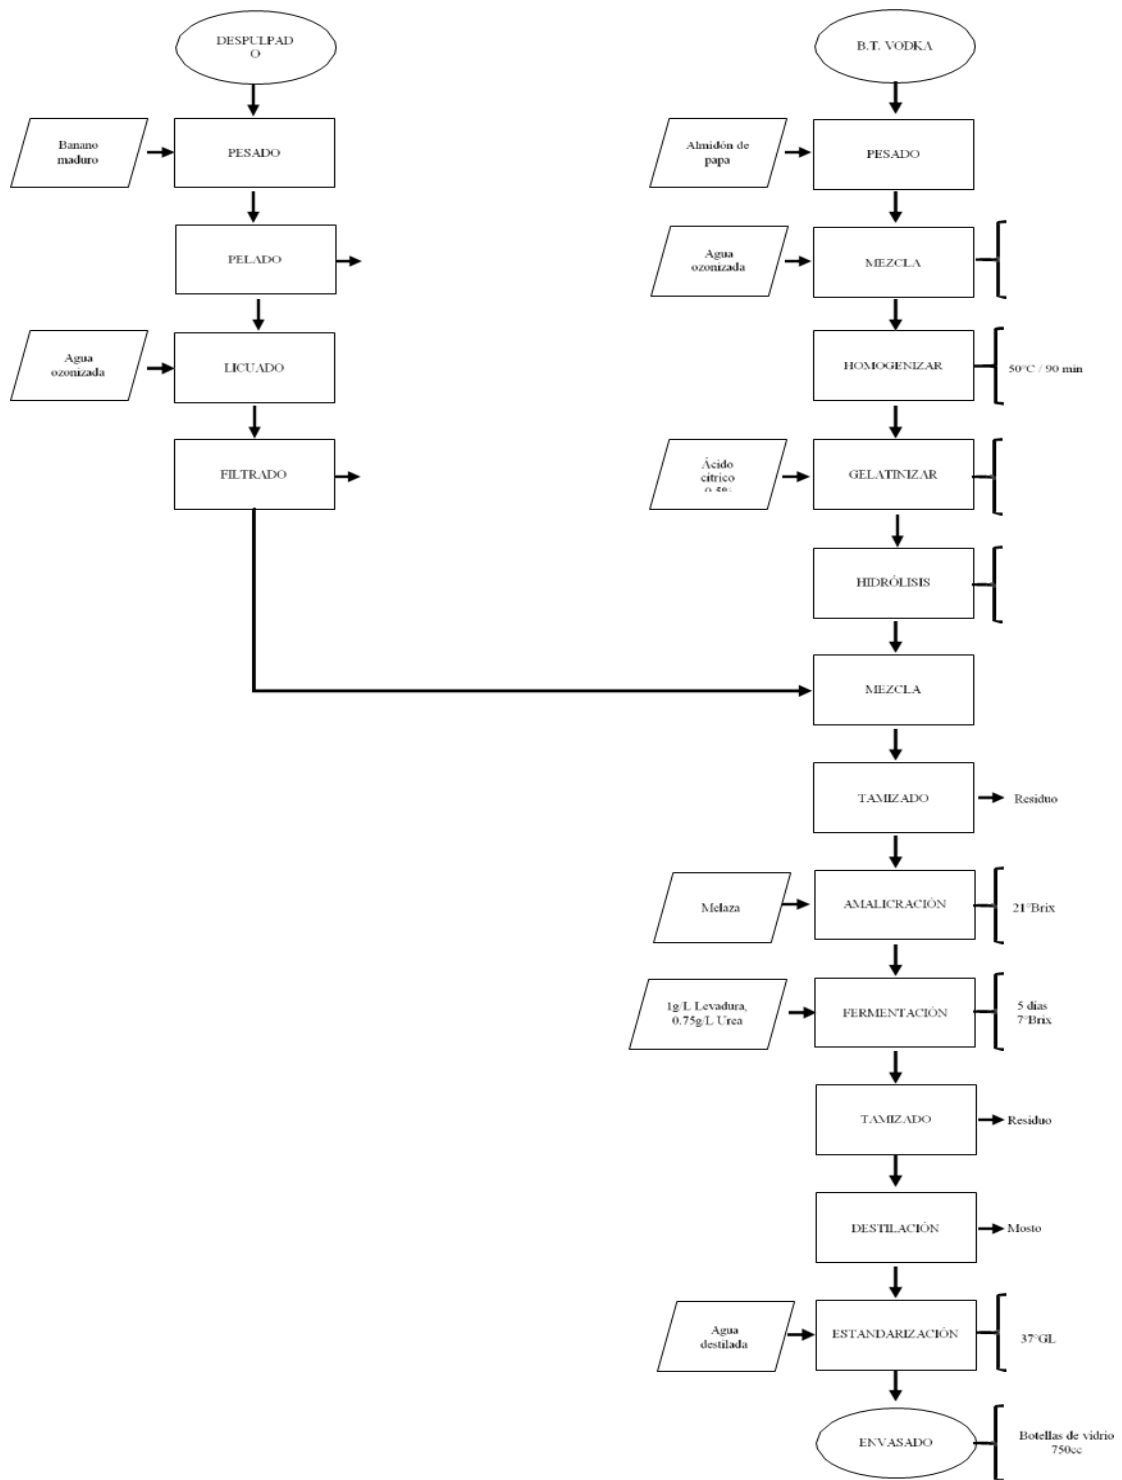 DESPULPAD
O
Banano
maduro
PESADO
PELADO
Agua
ozonizada
LICUADO
FILTRADO
B.T. VODKA
Almidón de
papa
PESADO
Agua
ozonizada
MEZCLA
HOMOGENIZAR
50°C / 90 min
Ácido
cítrico
GELATINIZAR
HIDRÓLISIS
MEZCLA
TAMIZADO
Residuo
Melaza
AMALICRACIÓN
21°Brix
1g/L Levadura,
0.75g/L Urea
FERMENTACIÓN
5 días
7°Brix
TAMIZADO
Residuo
DESTILACIÓN
Mosto
Agua
destilada
ESTANDARIZACIÓN
37°GL
ENVASADO
Botellas de vidrio
750cc